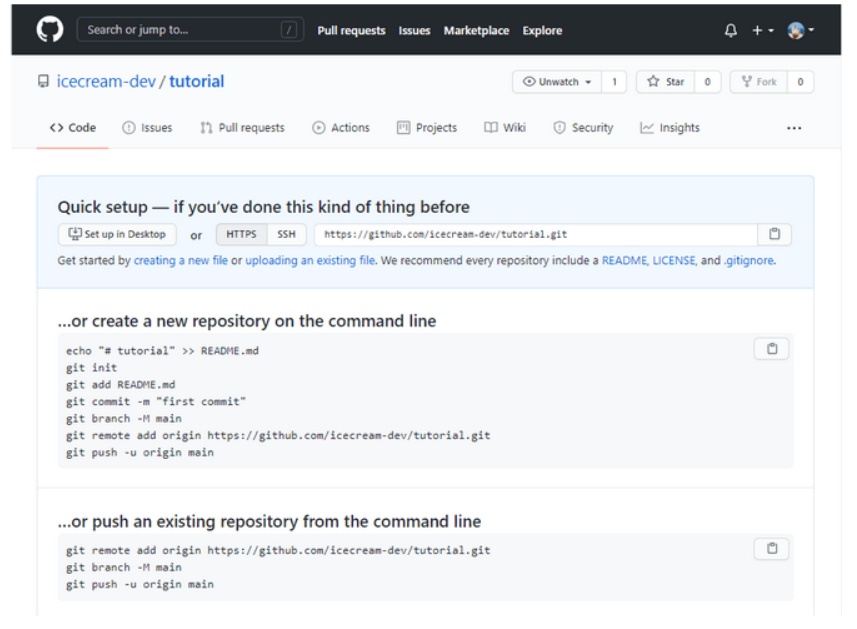 Search or jump to... /
Pull requests Issues Marketplace Explore
icecream-dev / tutorial
Unwatch 1 Star 0 Fork 0
<> Code Issues Pull requests Actions Projects Wiki Security Insights ...
Quick setup — if you've done this kind of thing before
Set up in Desktop or HTTPS SSH https://github.com/icecream-dev/tutorial.git
Get started by creating a new file or uploading an existing file. We recommend every repository include a README, LICENSE, and .gitignore.
...or create a new repository on the command line
echo "# tutorial" >> README.md
git init
git add README.md
git commit -m "first commit"
git branch -M main
git remote add origin https://github.com/icecream-dev/tutorial.git
git push -u origin main
...or push an existing repository from the command line
git remote add origin https://github.com/icecream-dev/tutorial.git
git branch -M main
git push -u origin main